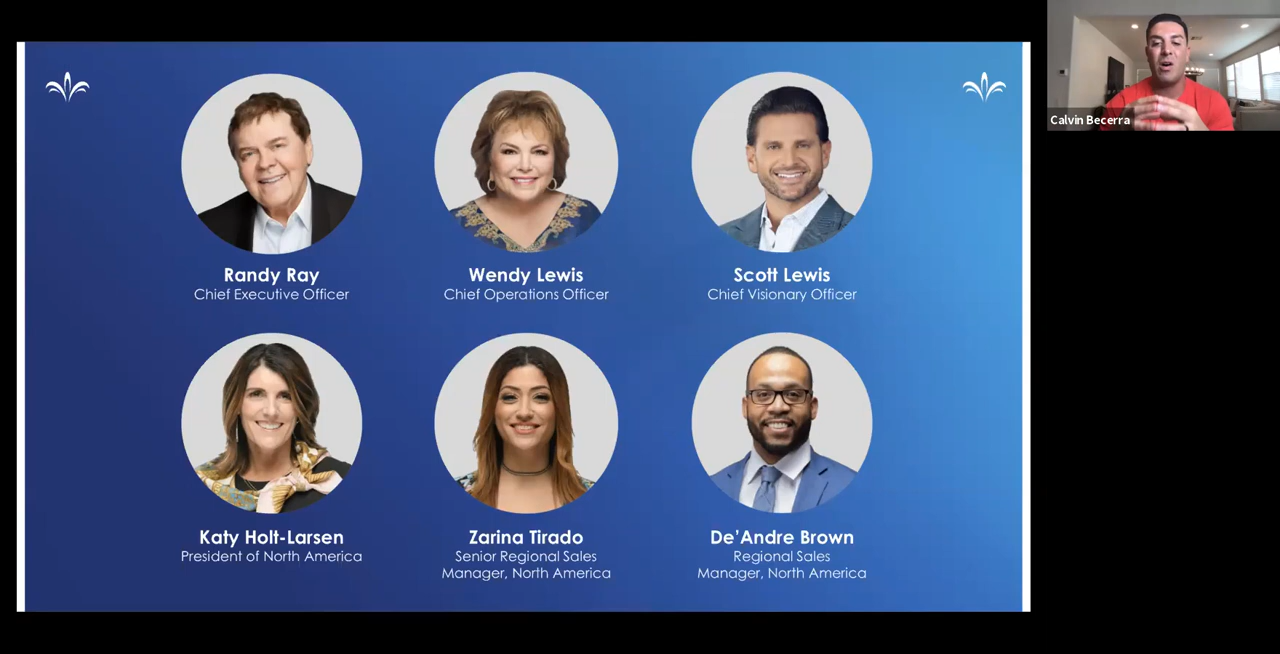 Calvin Becerra
Randy Ray
Chief Executive Officer
Wendy Lewis
Chief Operations Officer
Scott Lewis
Chief Visionary Officer
Katy Holt-Larsen
President of North America
Zarina Tirado
Senior Regional Sales
Manager, North America
De'Andre Brown
Regional Sales
Manager, North America